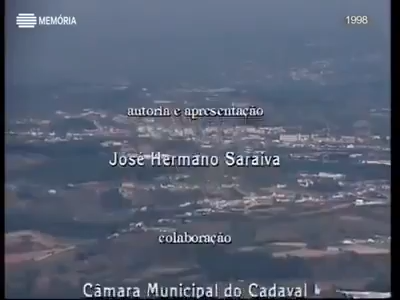 MEMÓRIA
1998
autoria e apresentação
José Hermano Saraiva
colaboração
Câmara Municipal do Cadaval